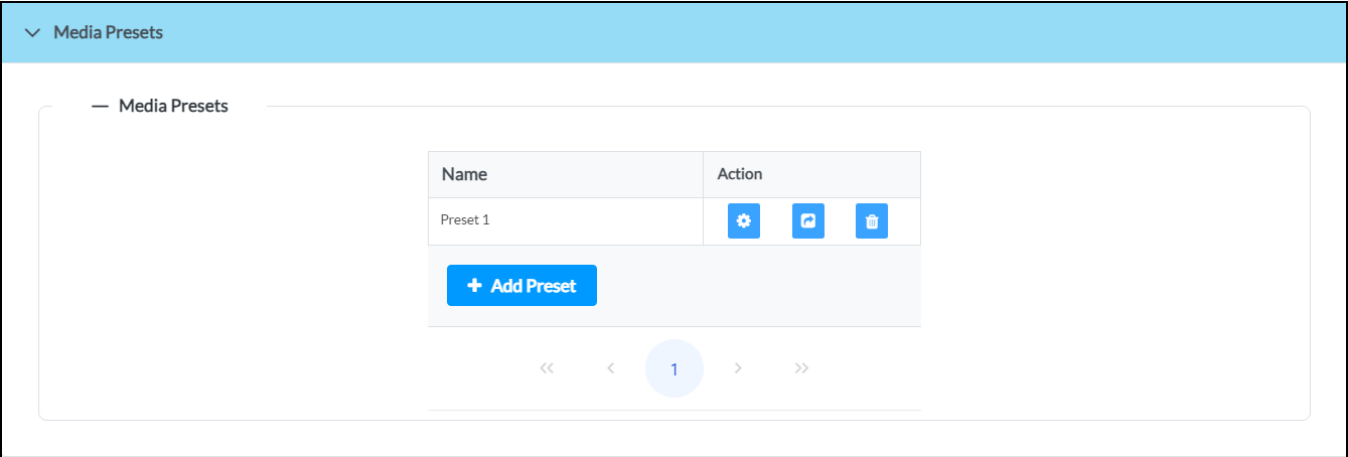 Media Presets
Media Presets
Name Action
Preset 1
+ Add Preset
<< < 1 > >>